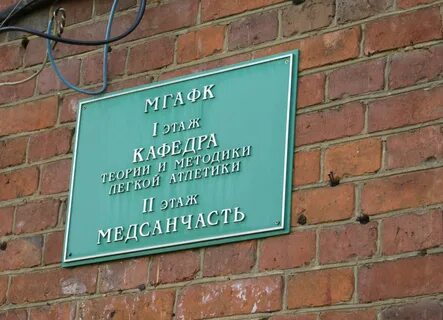 МГАФК
I ЭТАЖ
КАФЕДРА
ТЕОРИИ И МЕТОДИКИ
ЛЕГКОЙ АТЛЕТИКИ
II ЭТАЖ
МЕДСАНЧАСТЬ